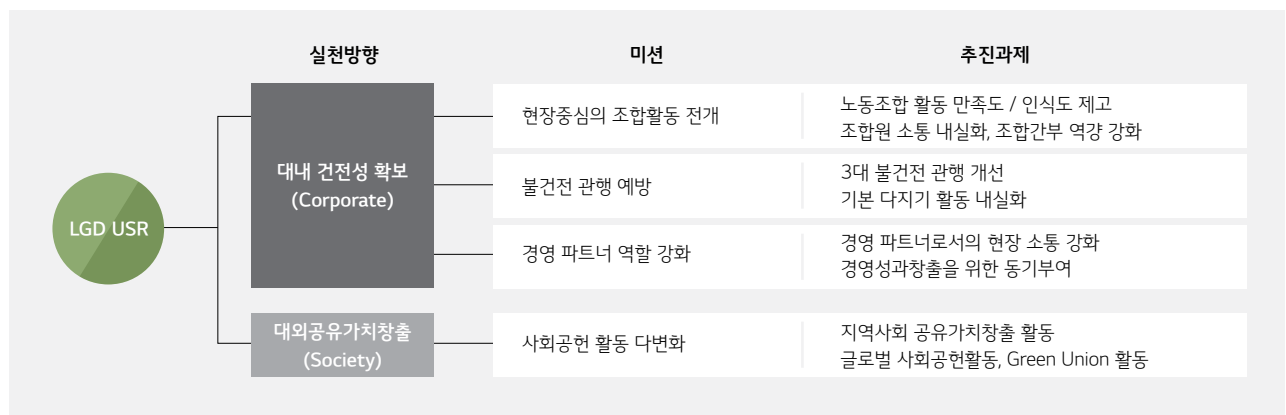 실천방향
미션
추진과제
LGD USR
대내 건전성 확보
(Corporate)
현장중심의 조합활동 전개
노동조합 활동 만족도 / 인식도 제고
조합원 소통 내실화, 조합간부 역량 강화
불건전 관행 예방
3대 불건전 관행 개선
기본 다지기 활동 내실화
경영 파트너 역할 강화
경영 파트너로서의 현장 소통 강화
경영성과창출을 위한 동기부여
대외공유가치창출
(Society)
사회공헌 활동 다변화
지역사회 공유가치창출 활동
글로벌 사회공헌활동, Green Union 활동